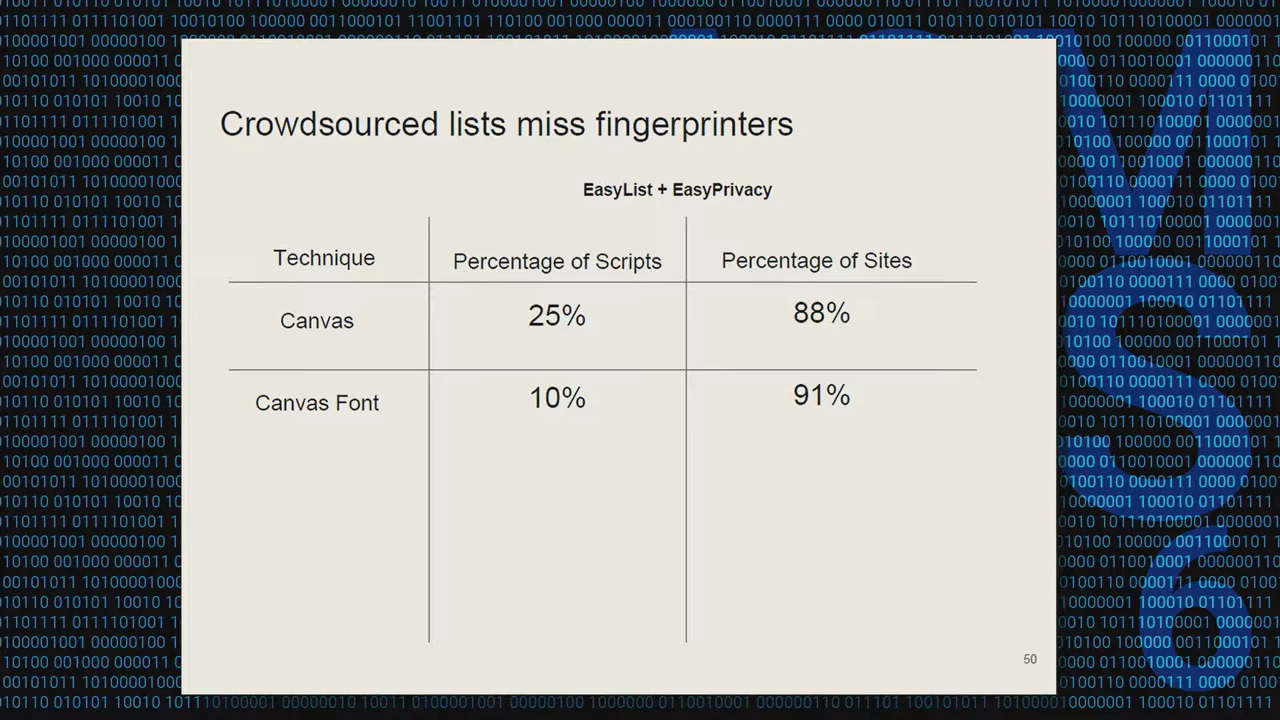 Crowdsourced lists miss fingerprinters
EasyList + EasyPrivacy
Technique Percentage of Scripts Percentage of Sites
Canvas 25% 88%
Canvas Font 10% 91%
50